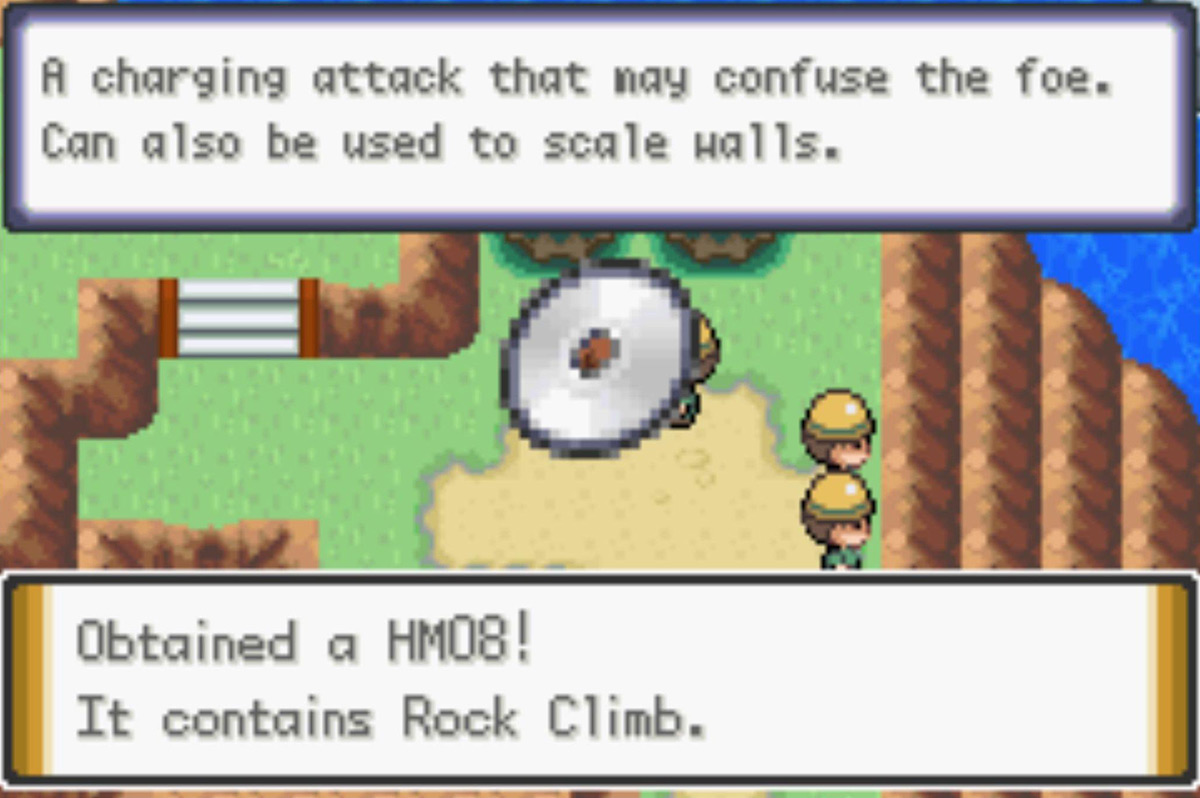 A charging attack that may confuse the foe.
Can also be used to scale walls.
Obtained a HM08!
It contains Rock Climb.